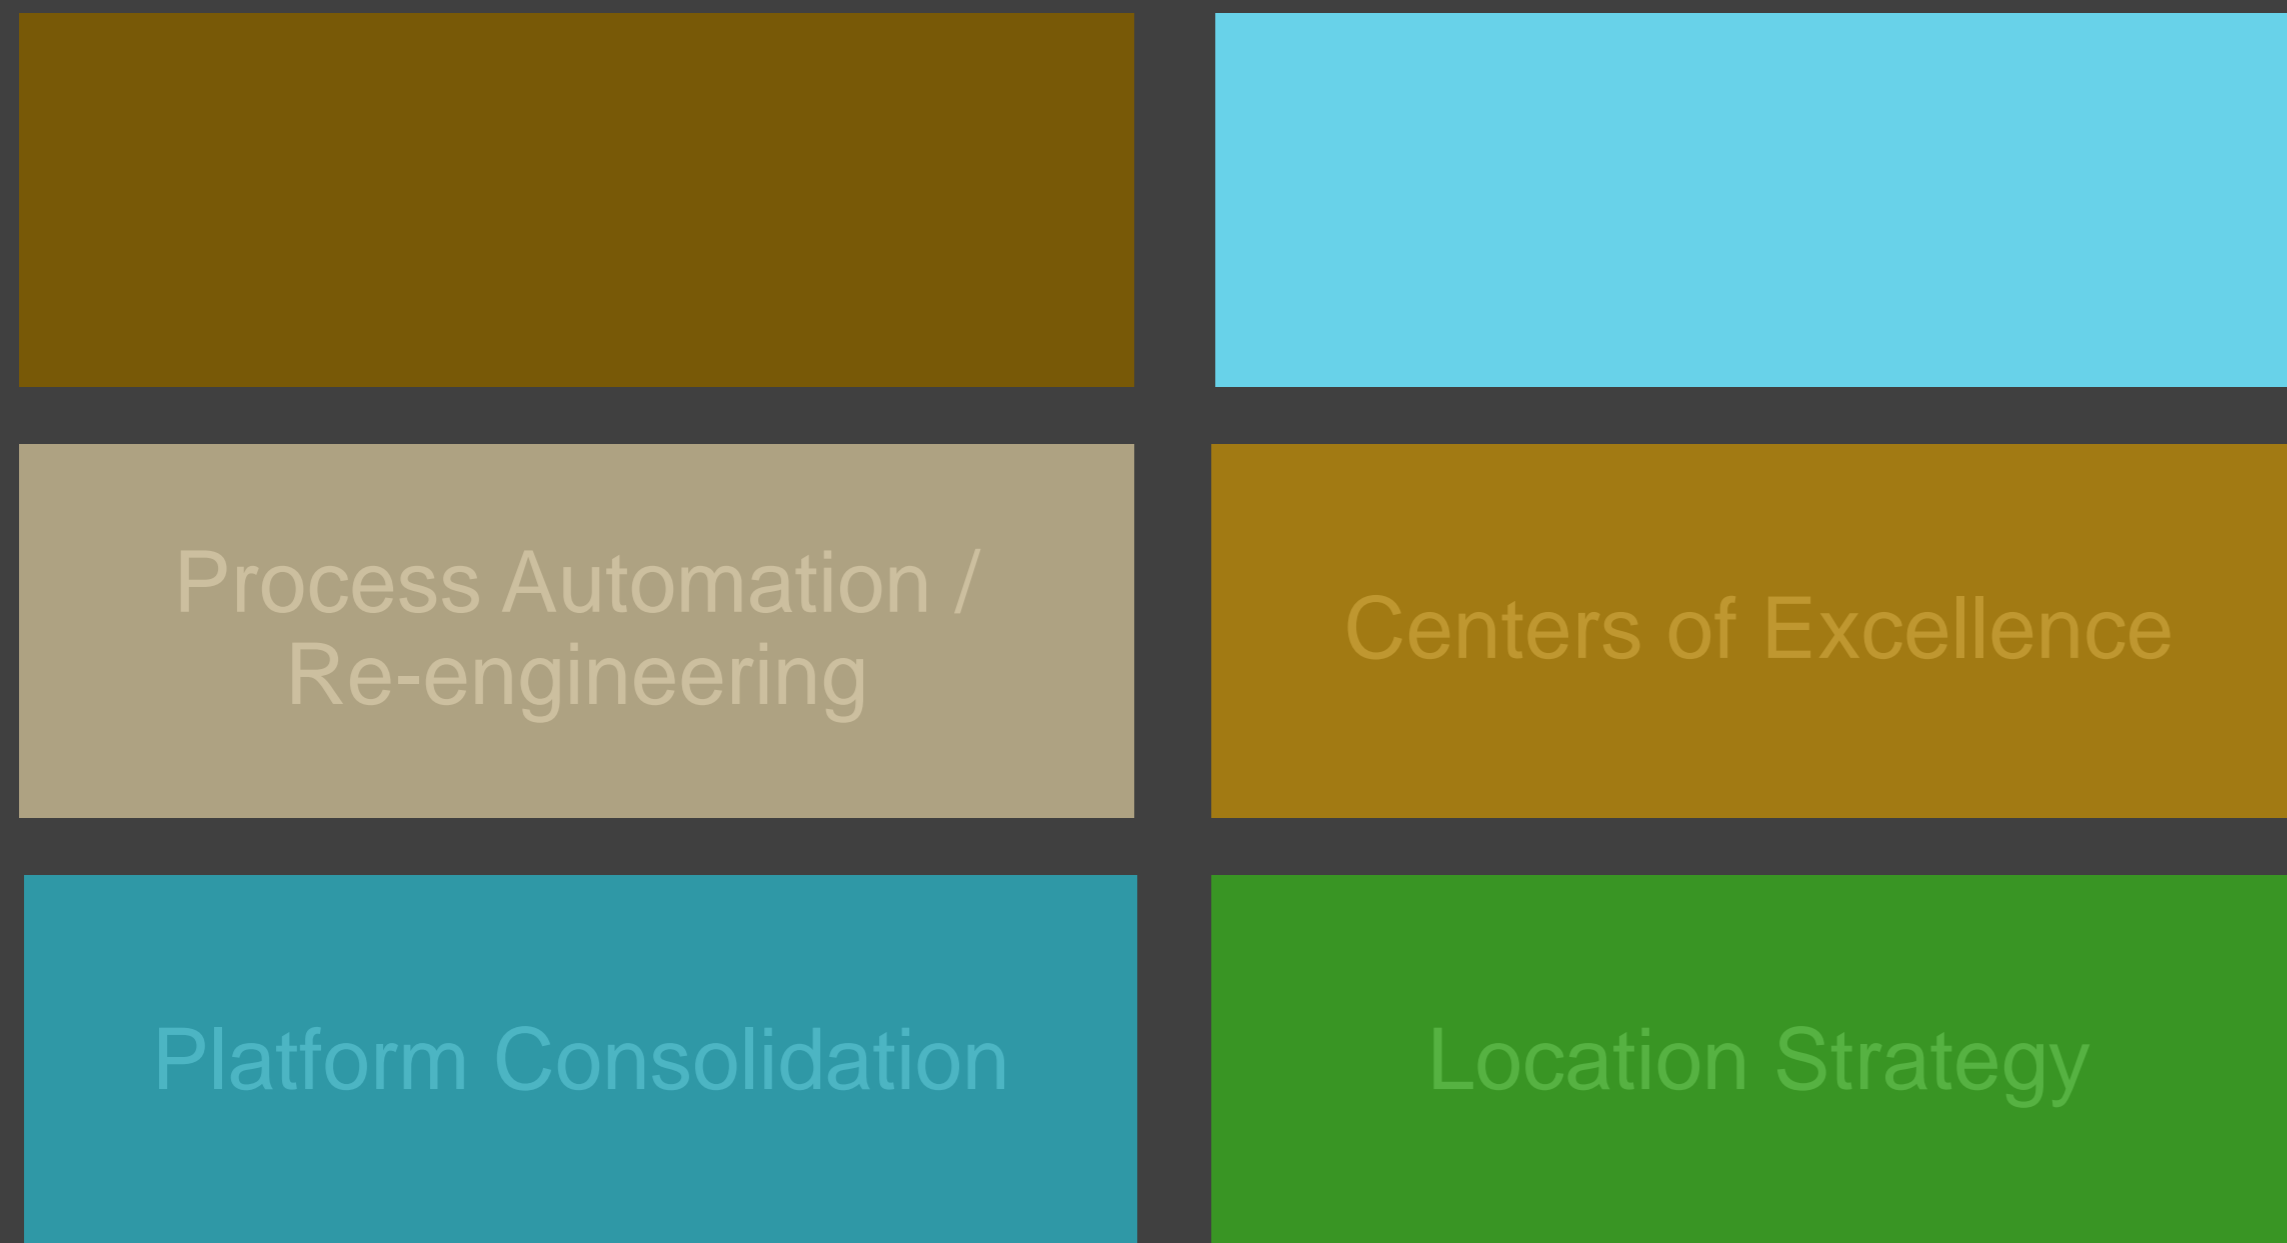 Process Automation /
Re-engineering
Centers of Excellence
Platform Consolidation
Location Strategy